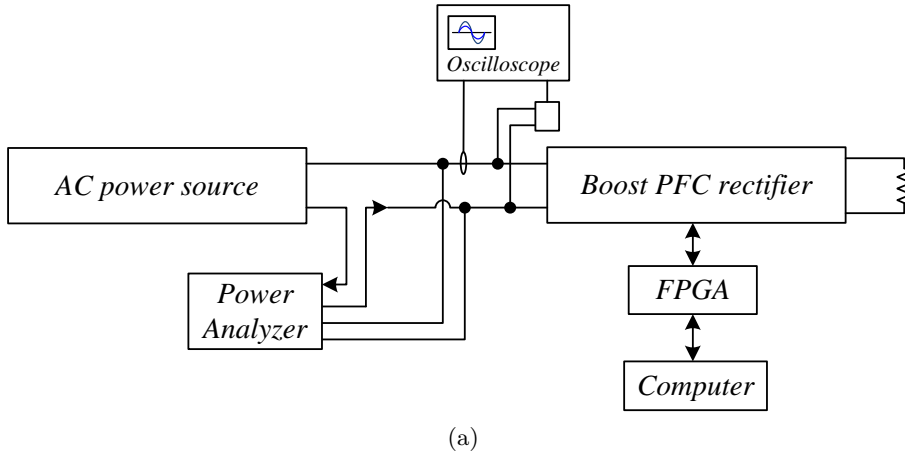 Oscilloscope
AC power source
Boost PFC rectifier
Power
Analyzer
FPGA
Computer
(a)